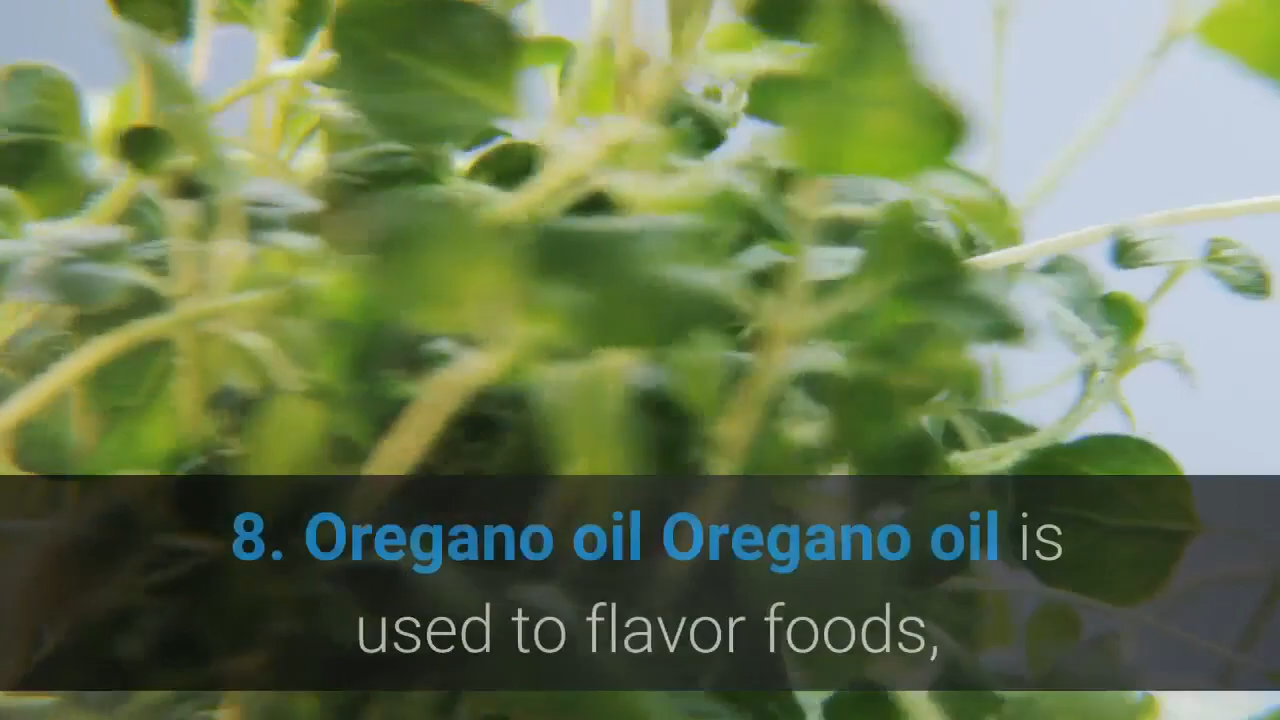 8. Oregano oil Oregano oil is
used to flavor foods,